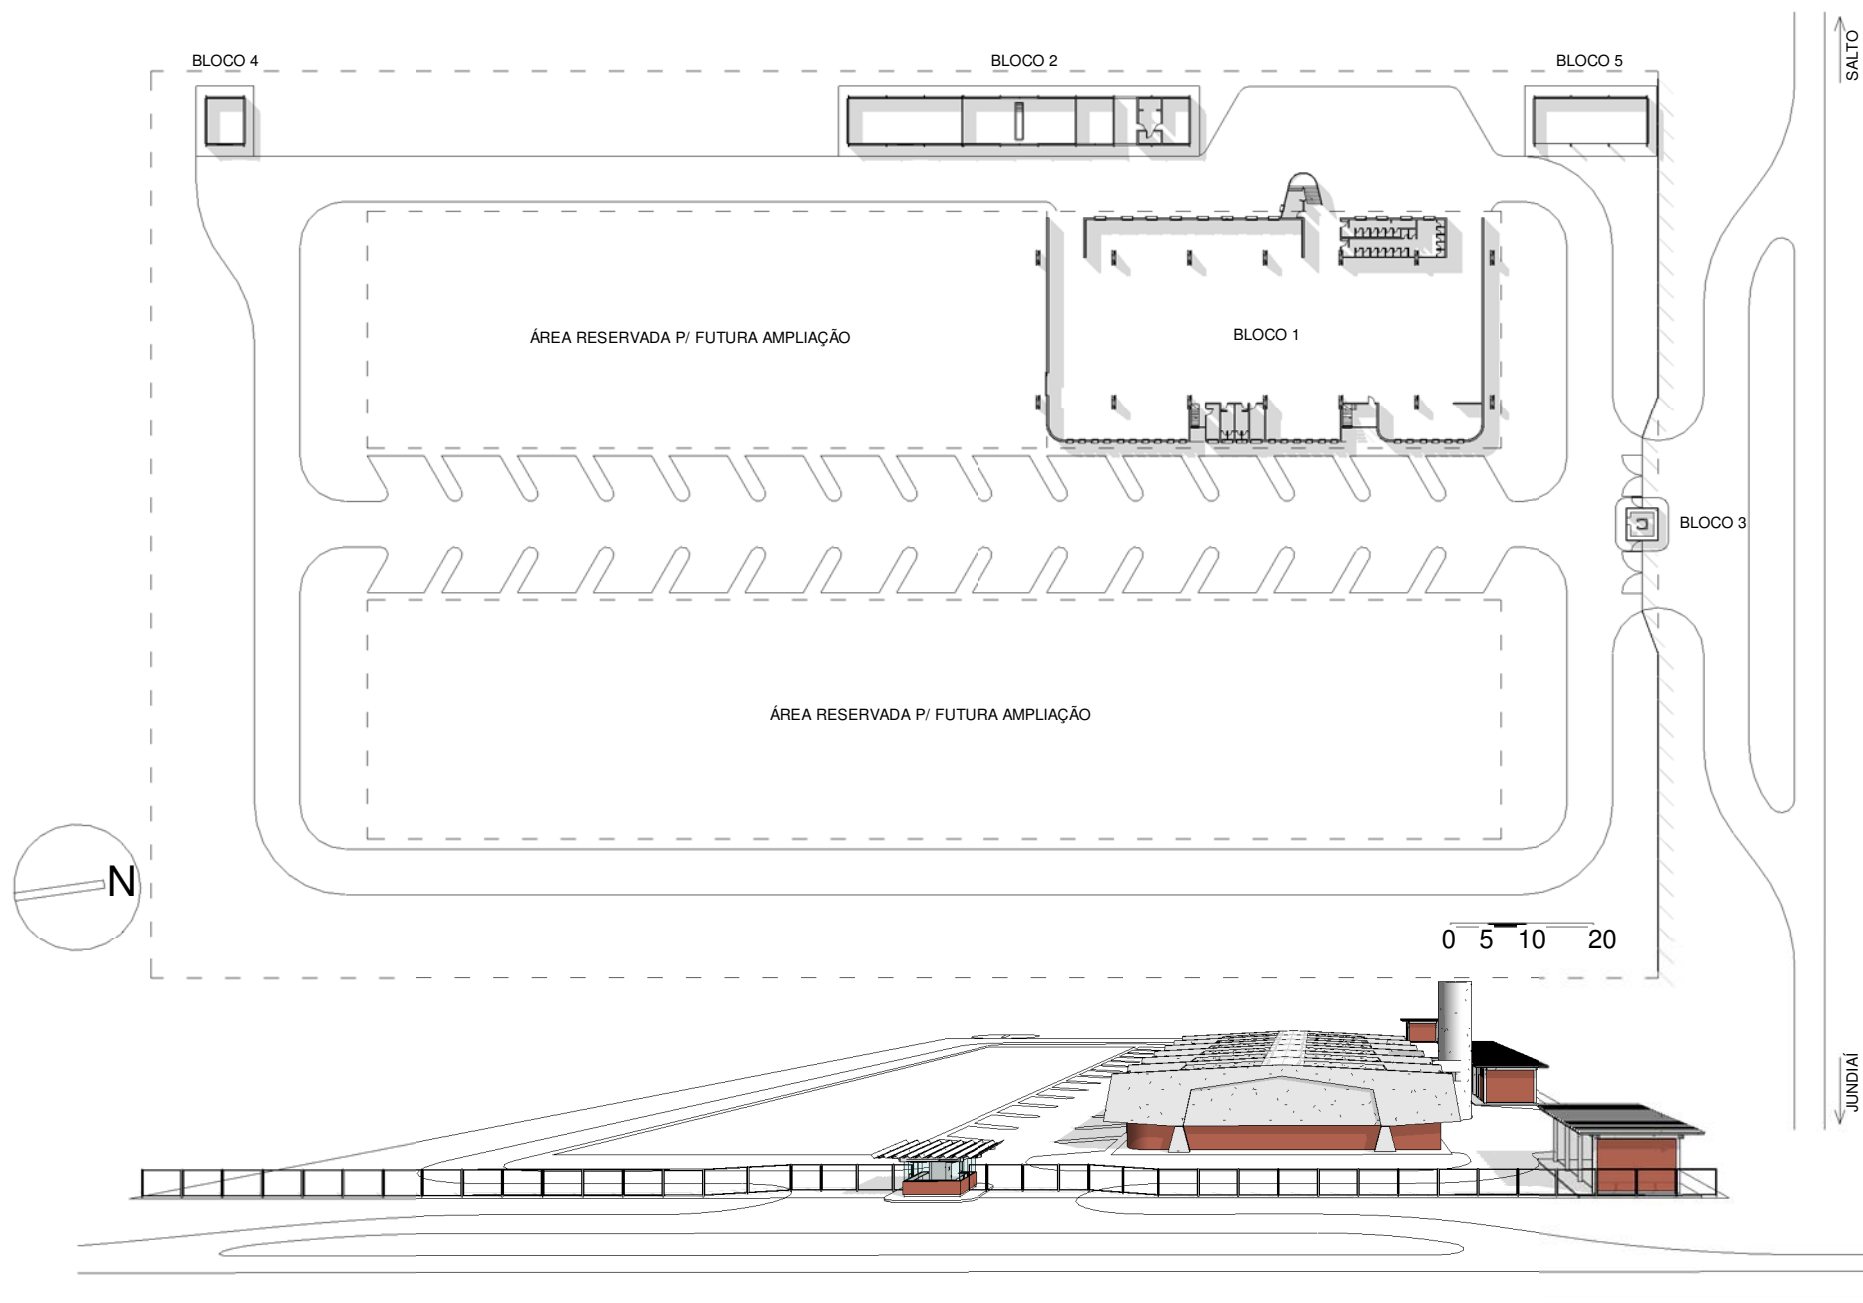 BLOCO 4
BLOCO 2
BLOCO 5
SALTO
ÁREA RESERVADA P/ FUTURA AMPLIAÇÃO
BLOCO 1
BLOCO 3
ÁREA RESERVADA P/ FUTURA AMPLIAÇÃO
N
0 5 10 20
JUNDIAÍ